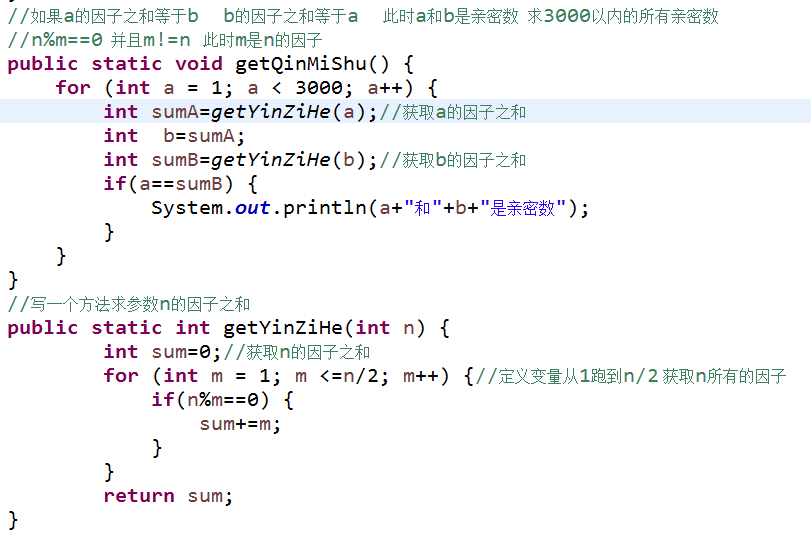 //如果a的因子之和等于b   b的因子之和等于a   此时a和b是亲密数 求3000以内的所有亲密数
//n%m==0 并且m!=n 此时m是n的因子
public static void getQinMiShu() {
    for (int a = 1; a < 3000; a++) {
        int sumA=getYinZiHe(a);//获取a的因子之和
        int  b=sumA;
        int sumB=getYinZiHe(b);//获取b的因子之和
        if(a==sumB) {
            System.out.println(a+"和"+b+"是亲密数");
        }
    }
}
//写一个方法求参数n的因子之和
public static int getYinZiHe(int n) {
        int sum=0;//获取n的因子之和
        for (int m = 1; m <=n/2; m++) {//定义变量从1跑到n/2 获取n所有的因子
            if(n%m==0) {
                sum+=m;
            }
        }
        return sum;
}